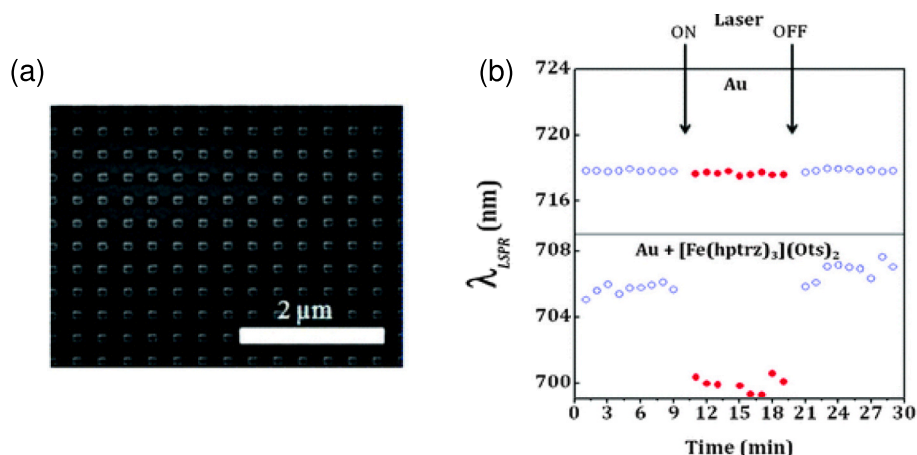 (a)
2 μm
(b)
Laser
ON
OFF
Au
Au + [Fe(hptrz)₃](Ots)₂
λLSPR (nm)
724
720
716
708
704
700
0 3 6 9 12 15 18 21 24 27 30
Time (min)